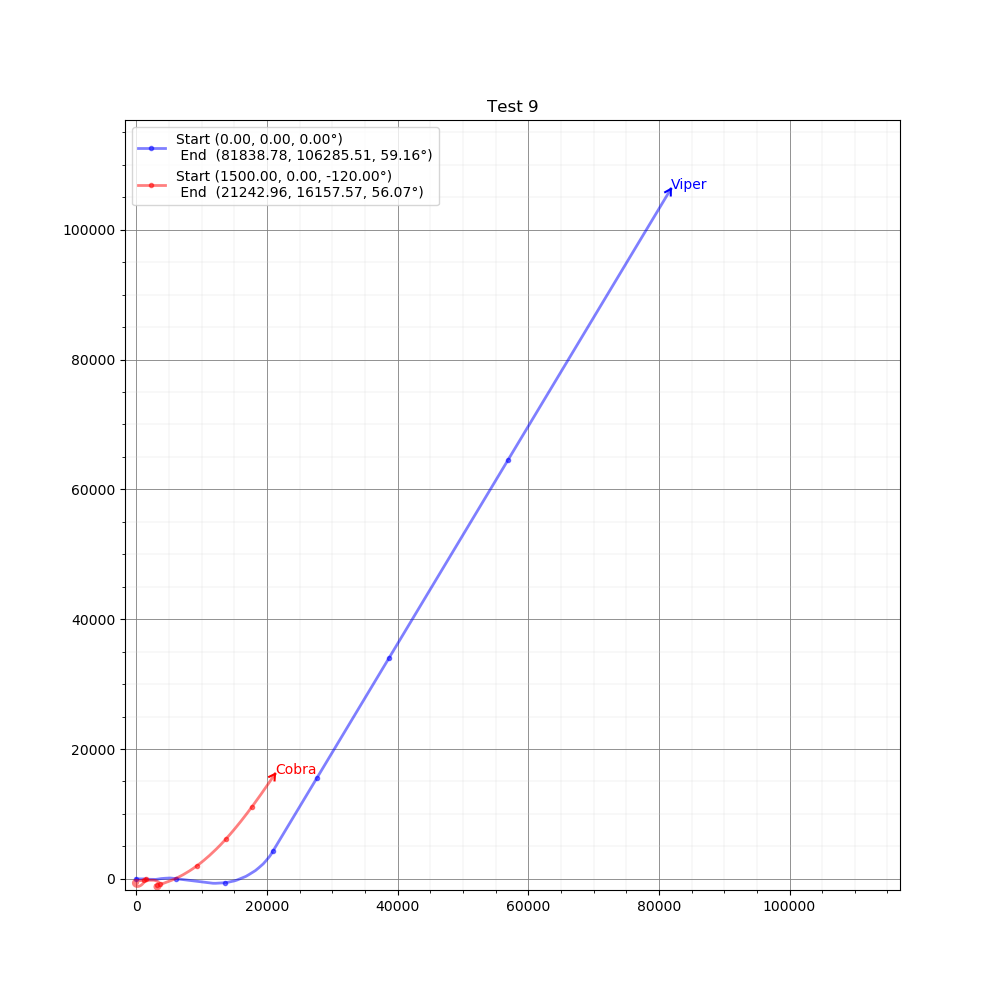 Test 9
Start (0.00, 0.00, 0.00°)
End  (81838.78, 106285.51, 59.16°)
Start (1500.00, 0.00, -120.00°)
End  (21242.96, 16157.57, 56.07°)
Viper
100000
80000
60000
40000
20000
Cobra
0
0
20000
40000
60000
80000
100000